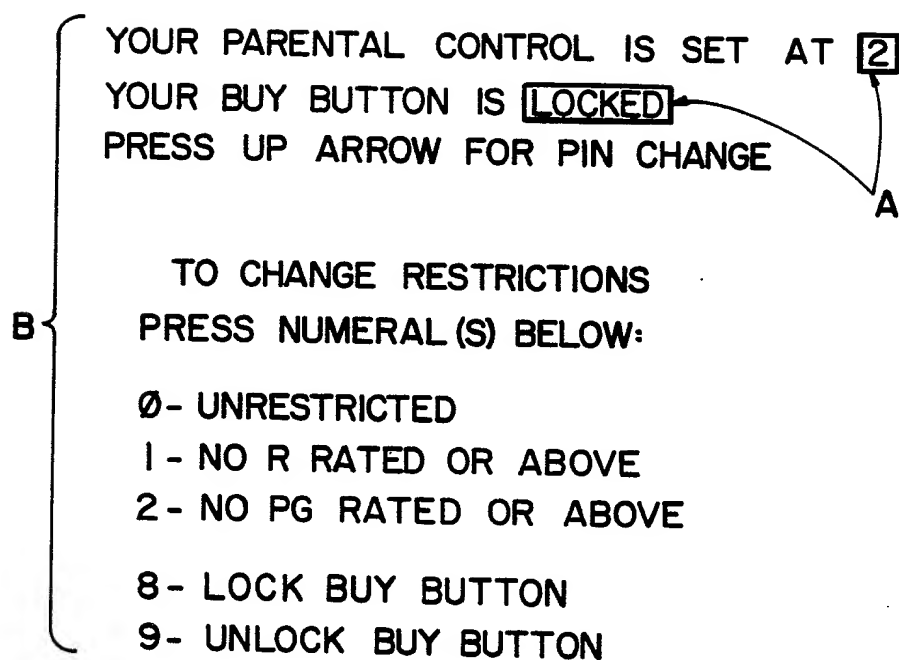 YOUR PARENTAL CONTROL IS SET AT 2
YOUR BUY BUTTON IS LOCKED
PRESS UP ARROW FOR PIN CHANGE
A
TO CHANGE RESTRICTIONS
B
PRESS NUMERAL(S) BELOW:
Ø- UNRESTRICTED
1- NO R RATED OR ABOVE
2- NO PG RATED OR ABOVE
8- LOCK BUY BUTTON
9- UNLOCK BUY BUTTON